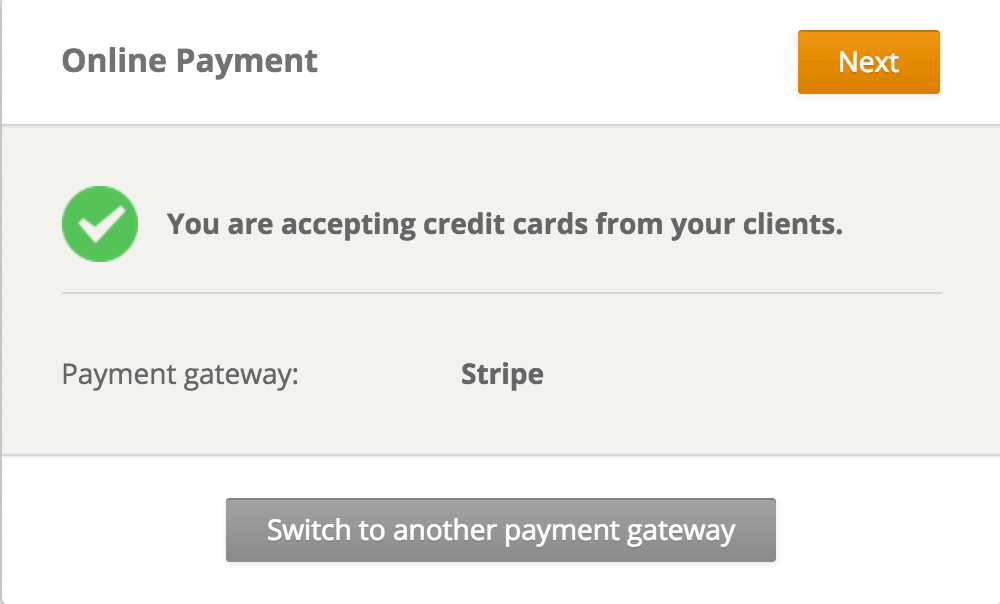 Online Payment
Next
You are accepting credit cards from your clients.
Payment gateway:
Stripe
Switch to another payment gateway